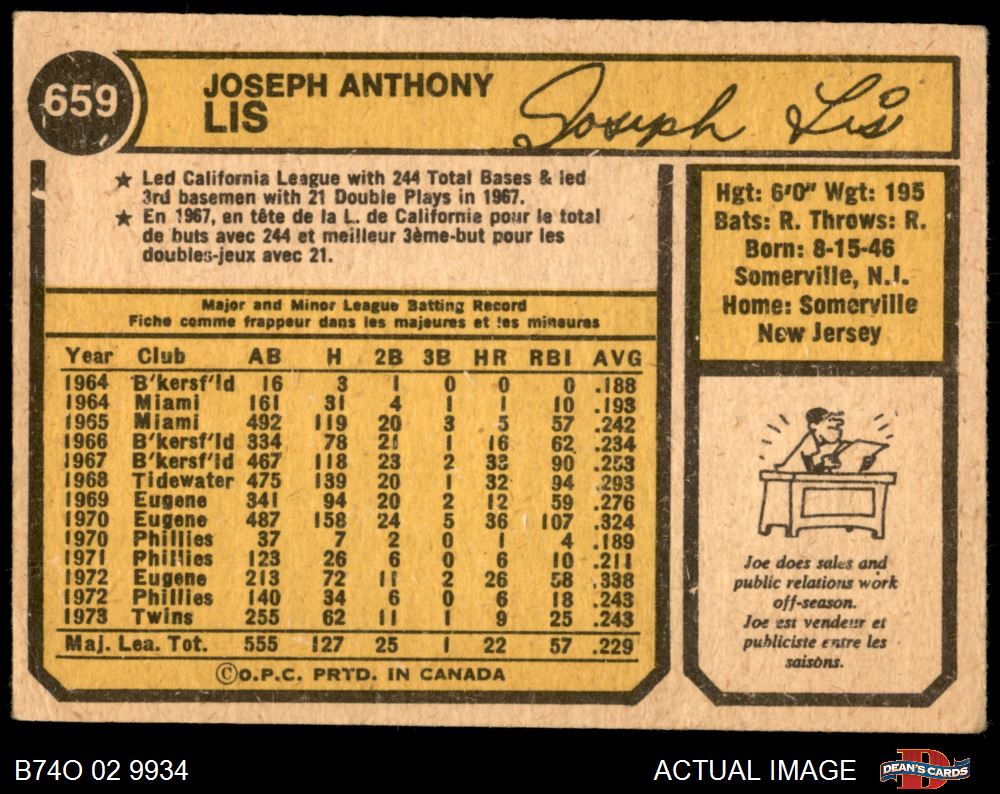 659
JOSEPH ANTHONY
LIS
Joseph Lis
★ Led California League with 244 Total Bases & led
3rd basemen with 21 Double Plays in 1967.
★ En 1967, en tête de la L. de California pour le total
de buts avec 244 et meilleur 3ème-but pour les
doubles-jeux avec 21.
Hgt: 6'0" Wgt: 195
Bats: R. Throws: R.
Born: 8-15-46
Somerville, N.J.
Home: Somerville
New Jersey
Major and Minor League Batting Record
Fiche comme frappeur dans les majeures et les mineures
Year Club AB H 2B 3B HR RBI AVG
1964 B'kersf'ld 16 3 1 0 0 0 .188
1964 Miami 161 31 4 1 1 10 .193
1965 Miami 492 119 20 3 5 57 .242
1966 B'kersf'ld 334 78 21 1 16 62 .234
1967 B'kersf'ld 467 118 23 2 33 90 .253
1968 Tidewater 475 139 20 1 32 94 .293
1969 Eugene 341 94 20 2 12 59 .276
1970 Eugene 487 158 24 5 36 107 .324
1970 Phillies 37 7 2 0 1 4 .189
1971 Phillies 123 26 6 0 6 10 .211
1972 Eugene 213 72 11 2 26 58 .338
1972 Phillies 140 34 6 0 6 18 .243
1973 Twins 255 62 11 1 9 25 .243
Maj. Lea. Tot. 555 127 25 1 22 57 .229
©O.P.C. PRTD. IN CANADA
Joe does sales and
public relations work
off-season.
Joe est vendeur et
publiciste entre les
saisons.
B74O 02 9934
ACTUAL IMAGE
DEAN'S CARDS